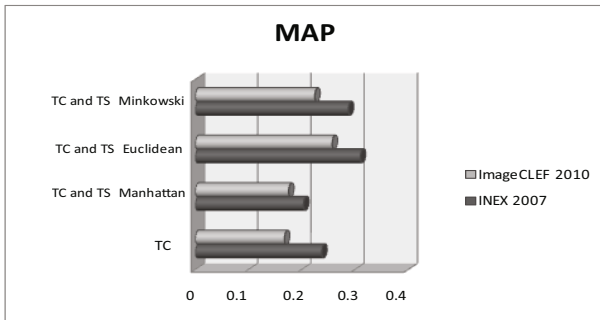 MAP
TC and TS Minkowski
TC and TS Euclidean
TC and TS Manhattan
TC
ImageCLEF 2010
INEX 2007
0 0.1 0.2 0.3 0.4